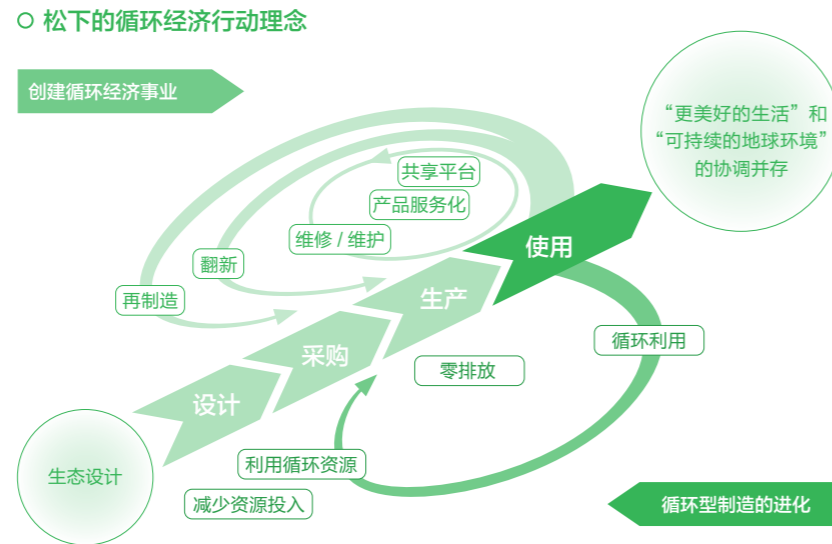 松下的循环经济行动理念
创建循环经济事业
“更美好的生活”和
“可持续的地球环境”
的协调并存
共享平台
产品服务化
维修 / 维护
翻新
再制造
使用
生产
采购
设计
循环利用
零排放
利用循环资源
减少资源投入
生态设计
循环型制造的进化